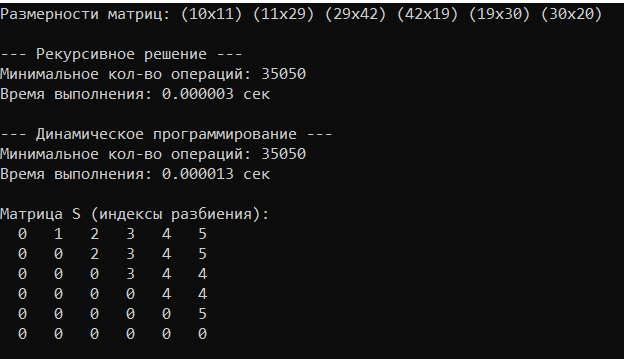 Размерности матриц: (10x11) (11x29) (29x42) (42x19) (19x30) (30x20)
--- Рекурсивное решение ---
Минимальное кол-во операций: 35050
Время выполнения: 0.000003 сек
--- Динамическое программирование ---
Минимальное кол-во операций: 35050
Время выполнения: 0.000013 сек
Матрица S (индексы разбиения):
0 1 2 3 4 5
0 0 2 3 4 5
0 0 0 3 4 4
0 0 0 0 4 4
0 0 0 0 0 5
0 0 0 0 0 0